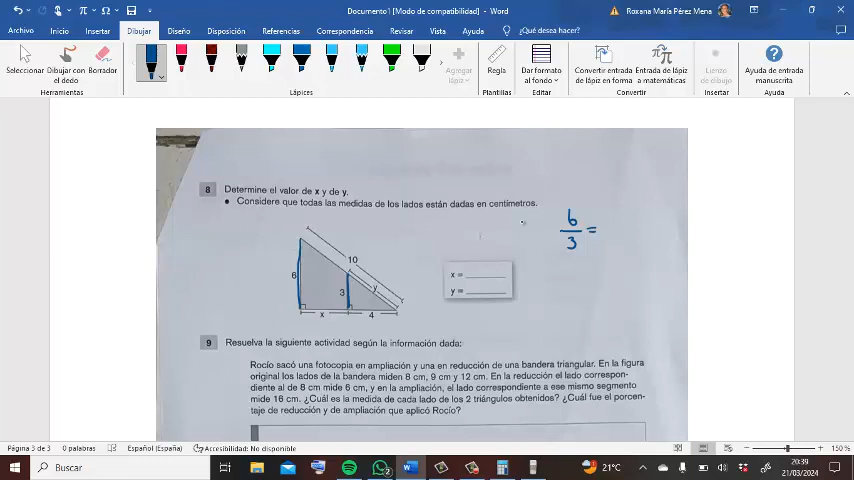 Documento1 [Modo de compatibilidad] - Word
Roxana María Pérez Mena
Archivo Inicio Insertar Dibujar Diseño Disposición Referencias Correspondencia Revisar Vista Ayuda ¿Qué desea hacer?
Seleccionar Dibujar con el dedo Borrador
Agregar lápiz
Regla
Dar formato al fondo
Convertir entrada de lápiz en formas
Entrada de lápiz a matemáticas
Lienzo de dibujo
Ayuda de entrada manuscrita
Herramientas Lápices Plantillas Editar Convertir Insertar Ayuda
8 Determine el valor de x y de y.
• Considere que todas las medidas de los lados están dadas en centímetros.
6
3 =
10
6
3
y
x 4
x = ______
y = ______
9 Resuelva la siguiente actividad según la información dada:
Rocío sacó una fotocopia en ampliación y una en reducción de una bandera triangular. En la figura
original los lados de la bandera miden 8 cm, 9 cm y 12 cm. En la reducción el lado correspon-
diente al de 8 cm mide 6 cm, y en la ampliación, el lado correspondiente a ese mismo segmento
mide 16 cm. ¿Cuál es la medida de cada lado de los 2 triángulos obtenidos? ¿Cuál fue el porcen-
taje de reducción y de ampliación que aplicó Rocío?
Página 3 de 3 0 palabras Español (España) Accesibilidad: No disponible 150 %
Buscar
2
21°C
20:39
21/03/2024